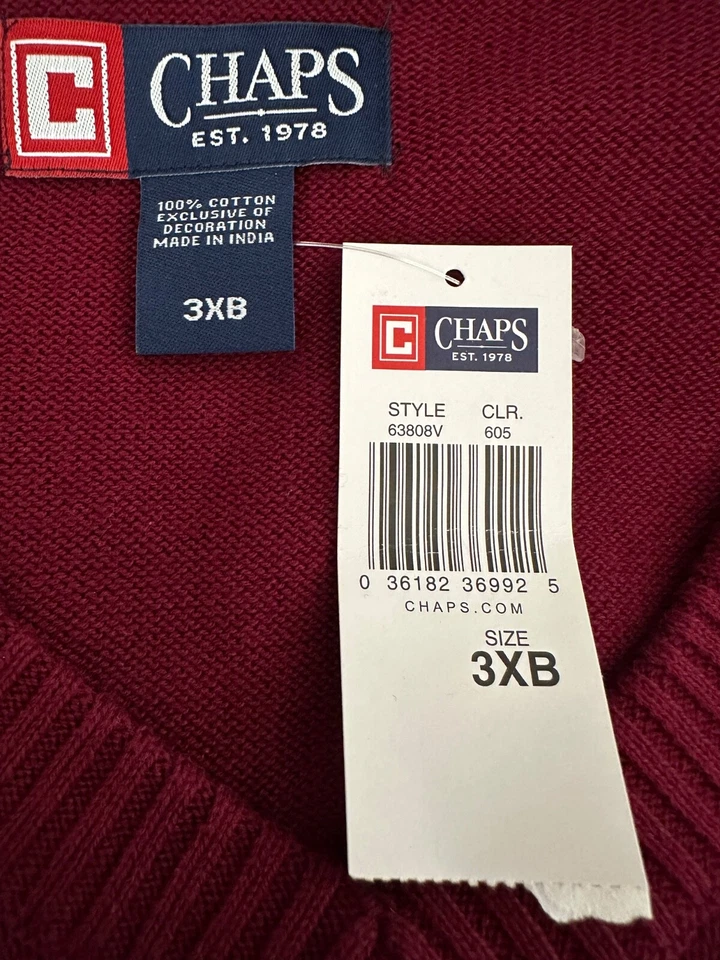 C CHAPS
EST. 1978
100% COTTON
EXCLUSIVE OF
DECORATION
MADE IN INDIA
3XB
C CHAPS
EST. 1978
STYLE CLR.
63808V 605
0 36182 36992 5
CHAPS.COM
SIZE
3XB